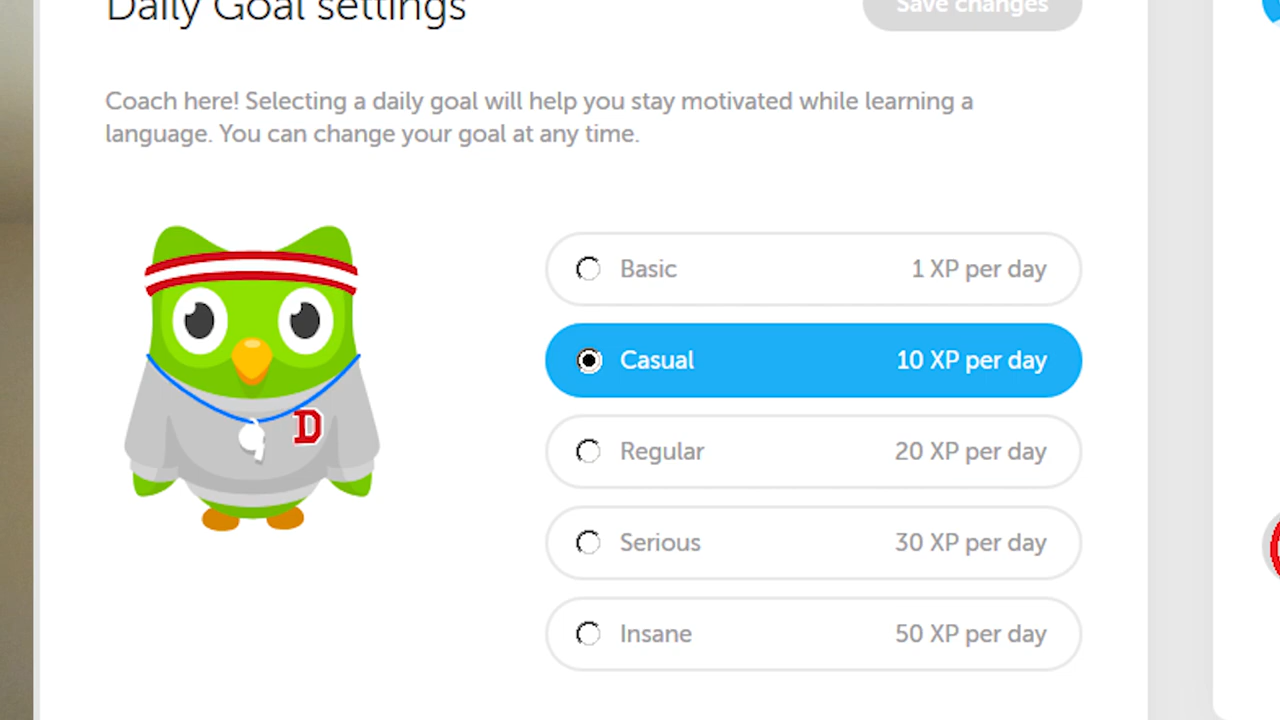 Daily Goal settings
Save changes
Coach here! Selecting a daily goal will help you stay motivated while learning a
language. You can change your goal at any time.
Basic 1 XP per day
Casual 10 XP per day
D
Regular 20 XP per day
Serious 30 XP per day
Insane 50 XP per day